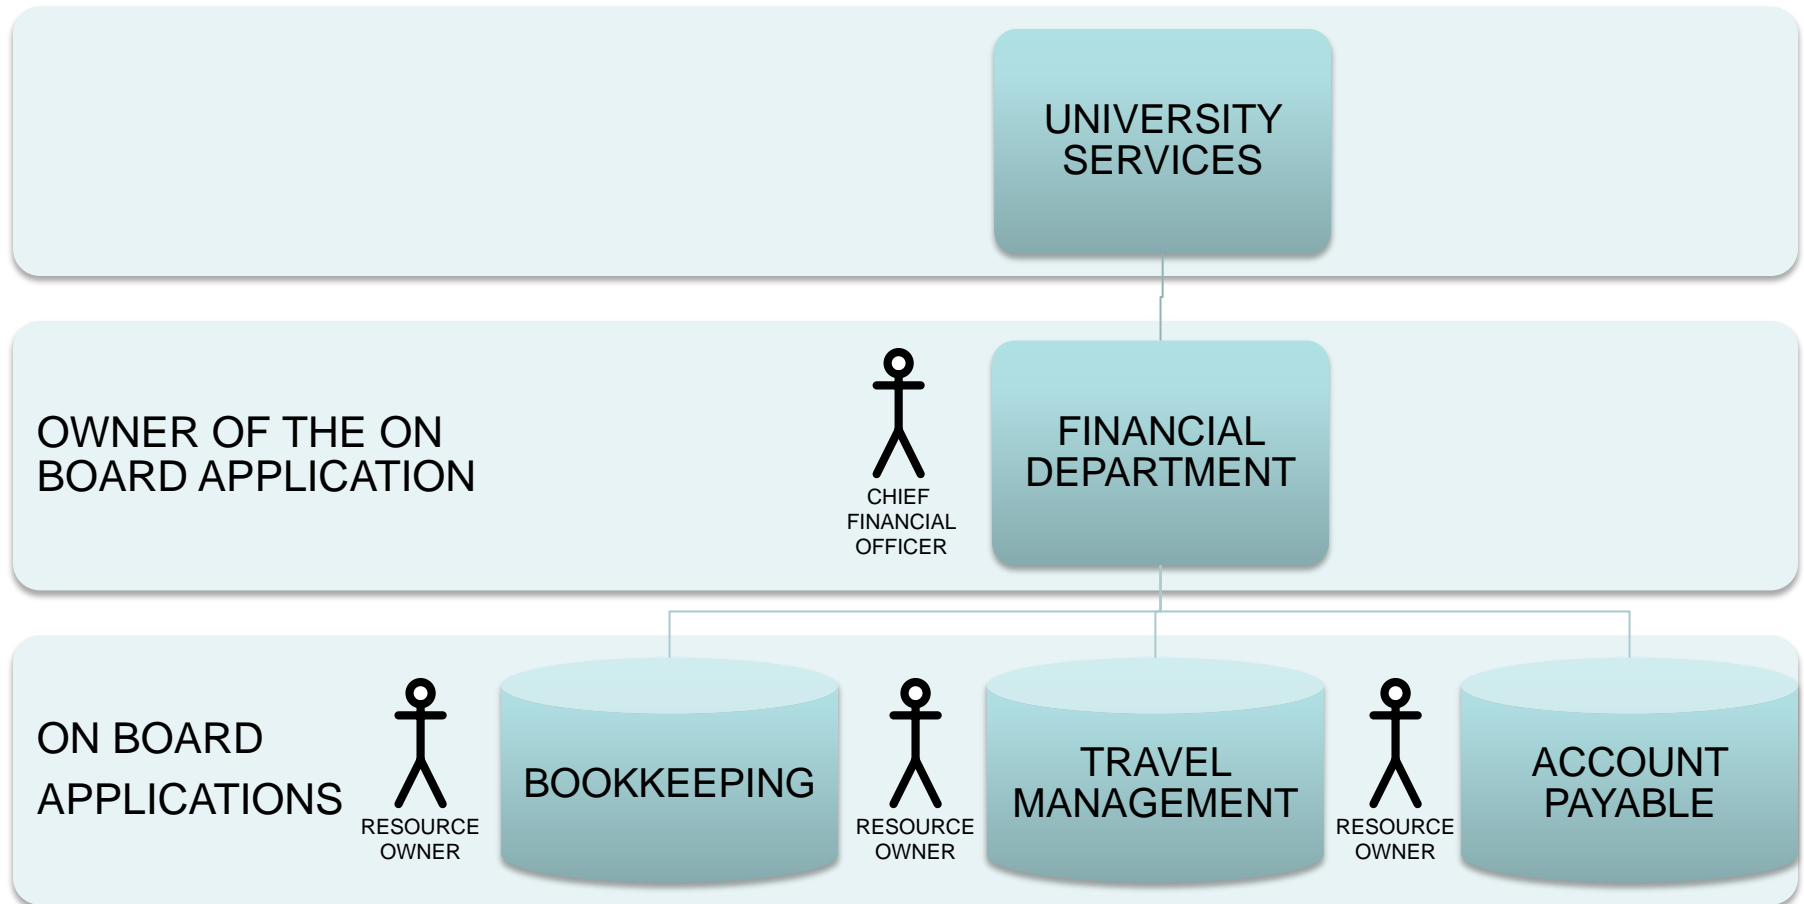 UNIVERSITY
SERVICES
OWNER OF THE ON
BOARD APPLICATION
CHIEF
FINANCIAL
OFFICER
FINANCIAL
DEPARTMENT
ON BOARD
APPLICATIONS
RESOURCE
OWNER
BOOKKEEPING
RESOURCE
OWNER
TRAVEL
MANAGEMENT
RESOURCE
OWNER
ACCOUNT
PAYABLE